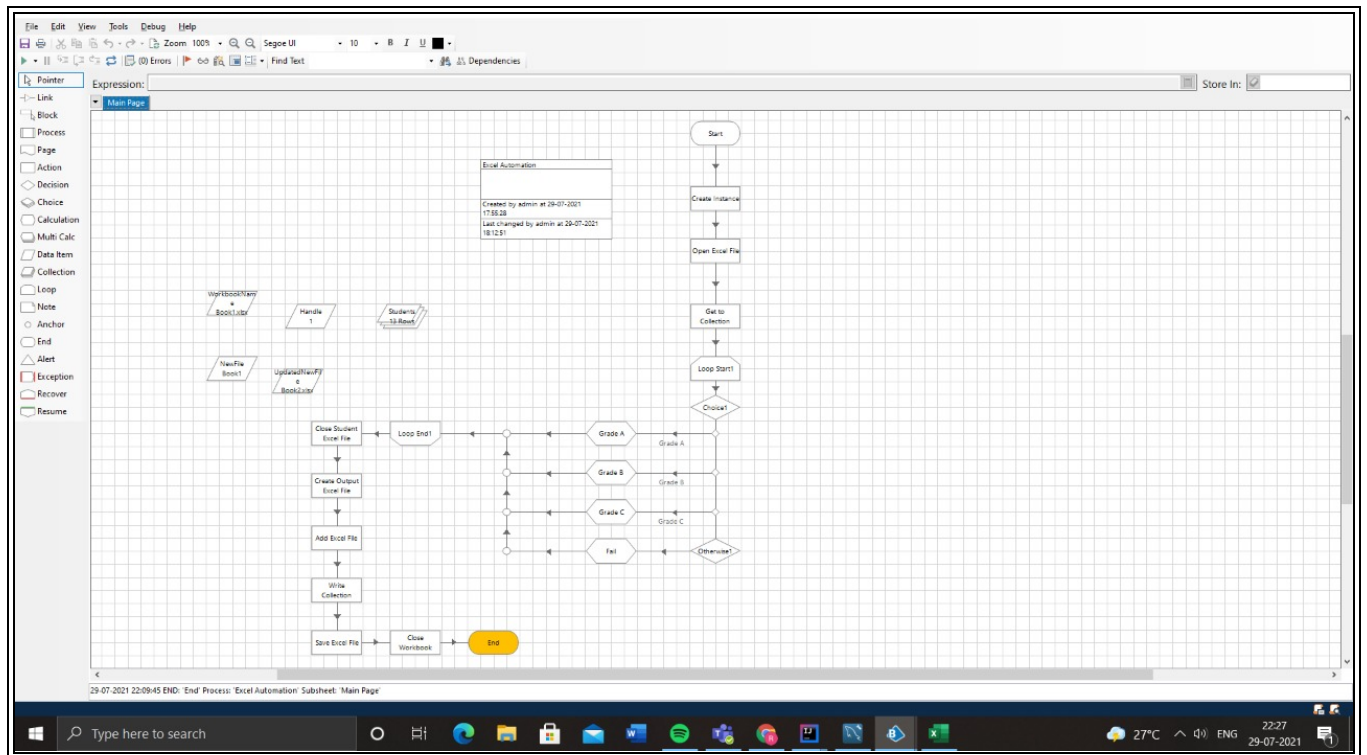 File Edit View Tools Debug Help
Zoom 100% Segoe UI 10 B I U
(0) Errors Find Text Dependencies
Pointer
Link
Block
Process
Page
Action
Decision
Choice
Calculation
Multi Calc
Data Item
Collection
Loop
Note
Anchor
End
Alert
Exception
Recover
Resume
Expression:
Store In:
Main Page
Start
Excel Automation
Created by admin at 29-07-2021
17:55:28
Last changed by admin at 29-07-2021
18:12:51
Create Instance
Open Excel File
WorkbookNam
e
Book1.xlsx
Handle
1
Students
13 Rows
Get to
Collection
NewFile
Book1
UpdatedNewFil
e
Book2.xlsx
Loop Start1
Choice1
Close Student
Excel File
Loop End1
Grade A
Grade A
Create Output
Excel File
Grade B
Grade B
Grade C
Grade C
Add Excel File
Fail
Otherwise1
Write
Collection
Save Excel File
Close
Workbook
End
29-07-2021 22:09:45 END: 'End' Process: 'Excel Automation' Subsheet: 'Main Page'
Type here to search
27°C ENG
22:27
29-07-2021